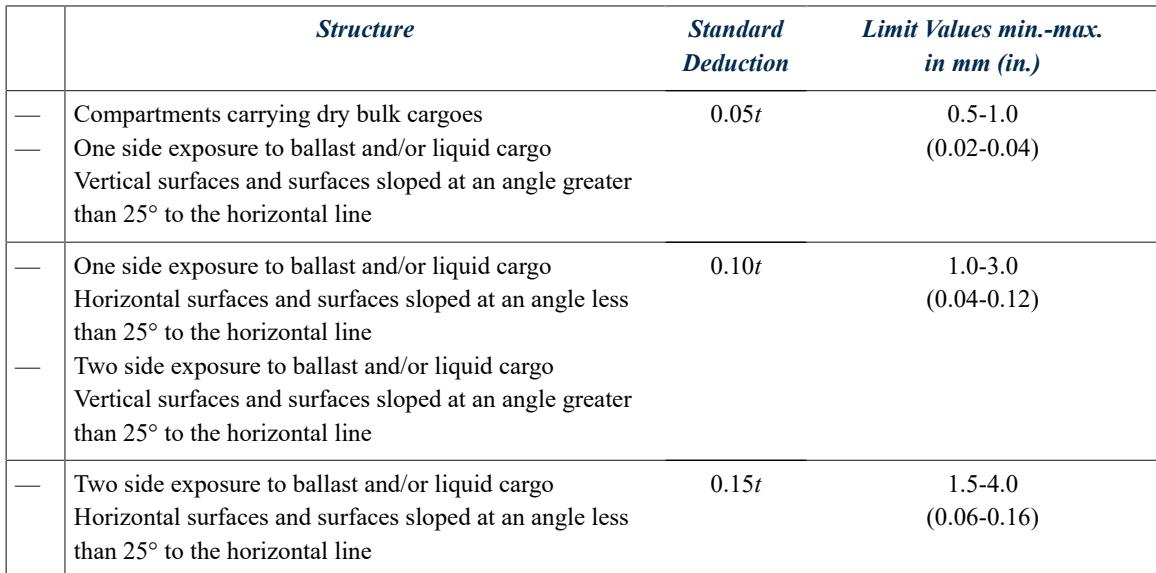 Structure Standard Limit Values min.-max.
Deduction in mm (in.)
— Compartments carrying dry bulk cargoes 0.05t 0.5-1.0
— One side exposure to ballast and/or liquid cargo (0.02-0.04)
Vertical surfaces and surfaces sloped at an angle greater
than 25° to the horizontal line
— One side exposure to ballast and/or liquid cargo 0.10t 1.0-3.0
Horizontal surfaces and surfaces sloped at an angle less (0.04-0.12)
than 25° to the horizontal line
— Two side exposure to ballast and/or liquid cargo
Vertical surfaces and surfaces sloped at an angle greater
than 25° to the horizontal line
— Two side exposure to ballast and/or liquid cargo 0.15t 1.5-4.0
Horizontal surfaces and surfaces sloped at an angle less (0.06-0.16)
than 25° to the horizontal line